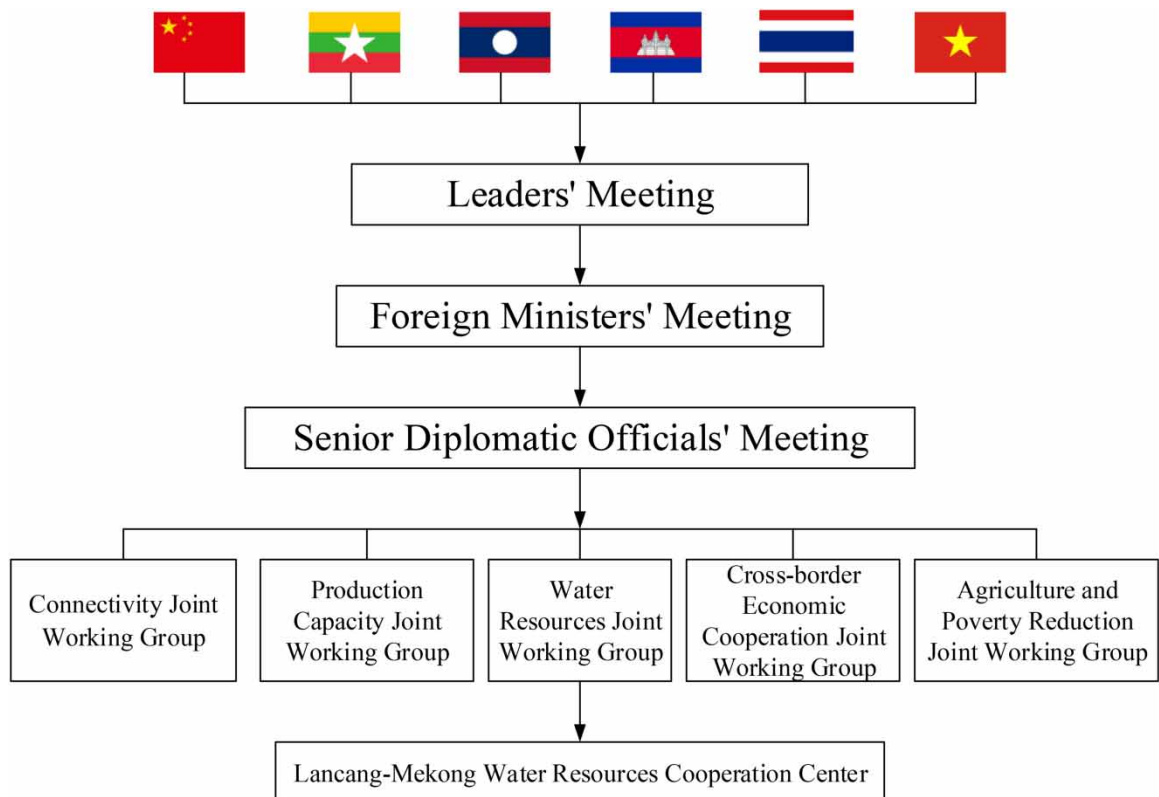 Leaders' Meeting
Foreign Ministers' Meeting
Senior Diplomatic Officials' Meeting
Connectivity Joint
Working Group
Production
Capacity Joint
Working Group
Water
Resources Joint
Working Group
Cross-border
Economic
Cooperation Joint
Working Group
Agriculture and
Poverty Reduction
Joint Working Group
Lancang-Mekong Water Resources Cooperation Center